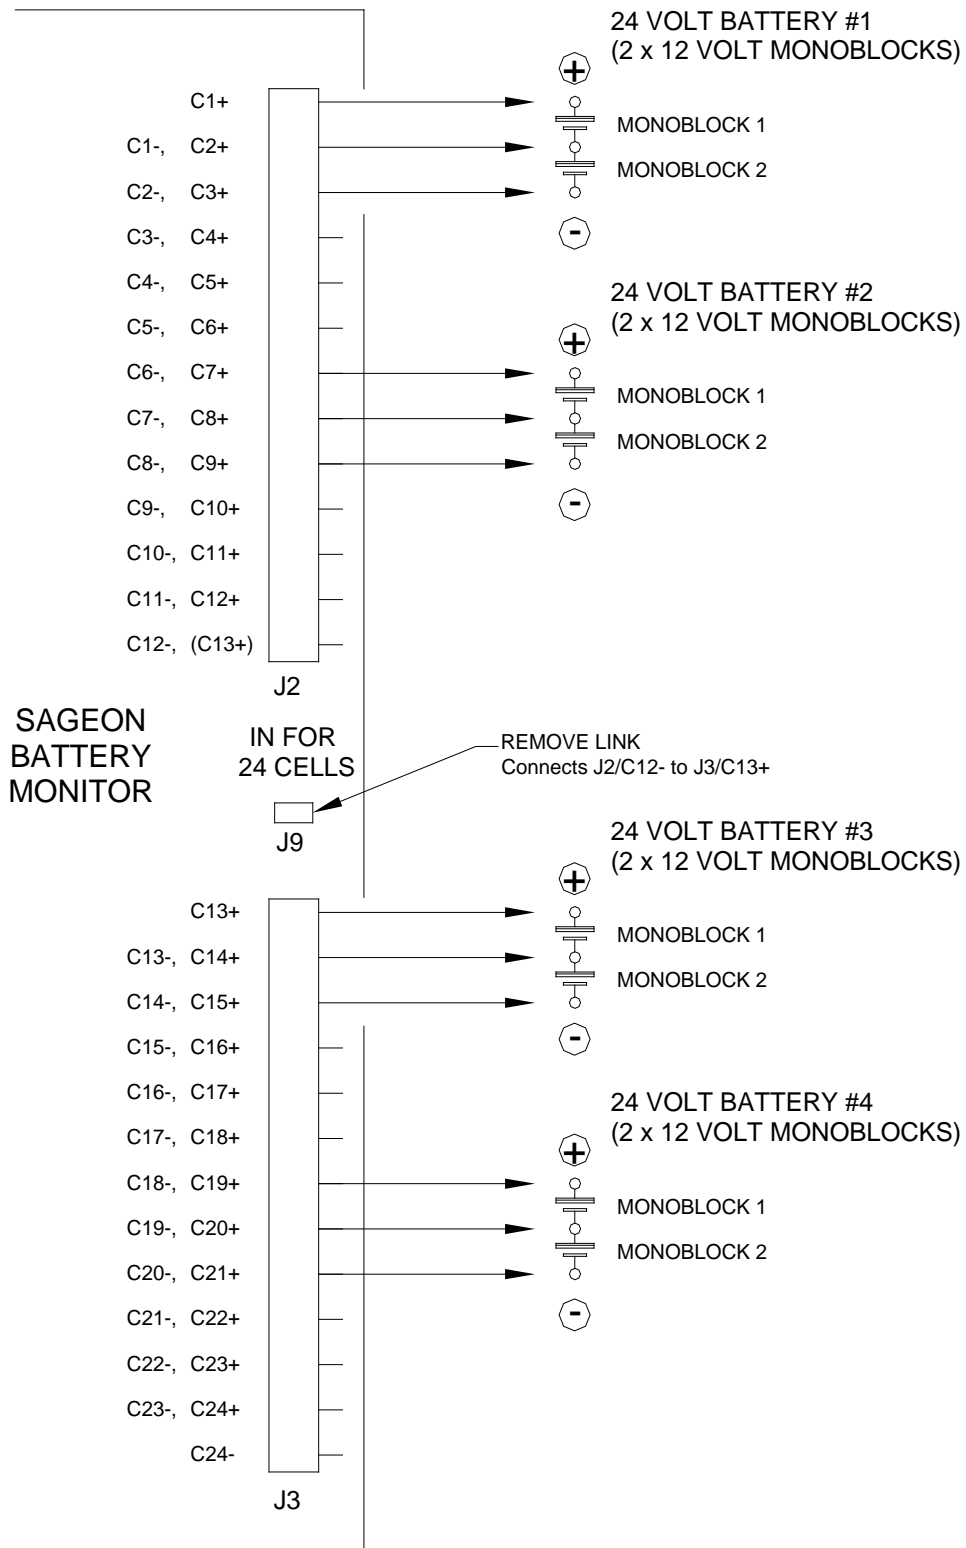 24 VOLT BATTERY #1
(2 x 12 VOLT MONOBLOCKS)
+
C1+
MONOBLOCK 1
C1-, C2+
MONOBLOCK 2
C2-, C3+
-
C3-, C4+
C4-, C5+
24 VOLT BATTERY #2
(2 x 12 VOLT MONOBLOCKS)
C5-, C6+
+
C6-, C7+
MONOBLOCK 1
C7-, C8+
MONOBLOCK 2
C8-, C9+
-
C9-, C10+
C10-, C11+
C11-, C12+
C12-, (C13+)
J2
SAGEON
BATTERY
MONITOR
IN FOR
24 CELLS
REMOVE LINK
Connects J2/C12- to J3/C13+
J9
24 VOLT BATTERY #3
(2 x 12 VOLT MONOBLOCKS)
+
C13+
MONOBLOCK 1
C13-, C14+
MONOBLOCK 2
C14-, C15+
-
C15-, C16+
C16-, C17+
24 VOLT BATTERY #4
(2 x 12 VOLT MONOBLOCKS)
C17-, C18+
+
C18-, C19+
MONOBLOCK 1
C19-, C20+
MONOBLOCK 2
C20-, C21+
-
C21-, C22+
C22-, C23+
C23-, C24+
C24-
J3